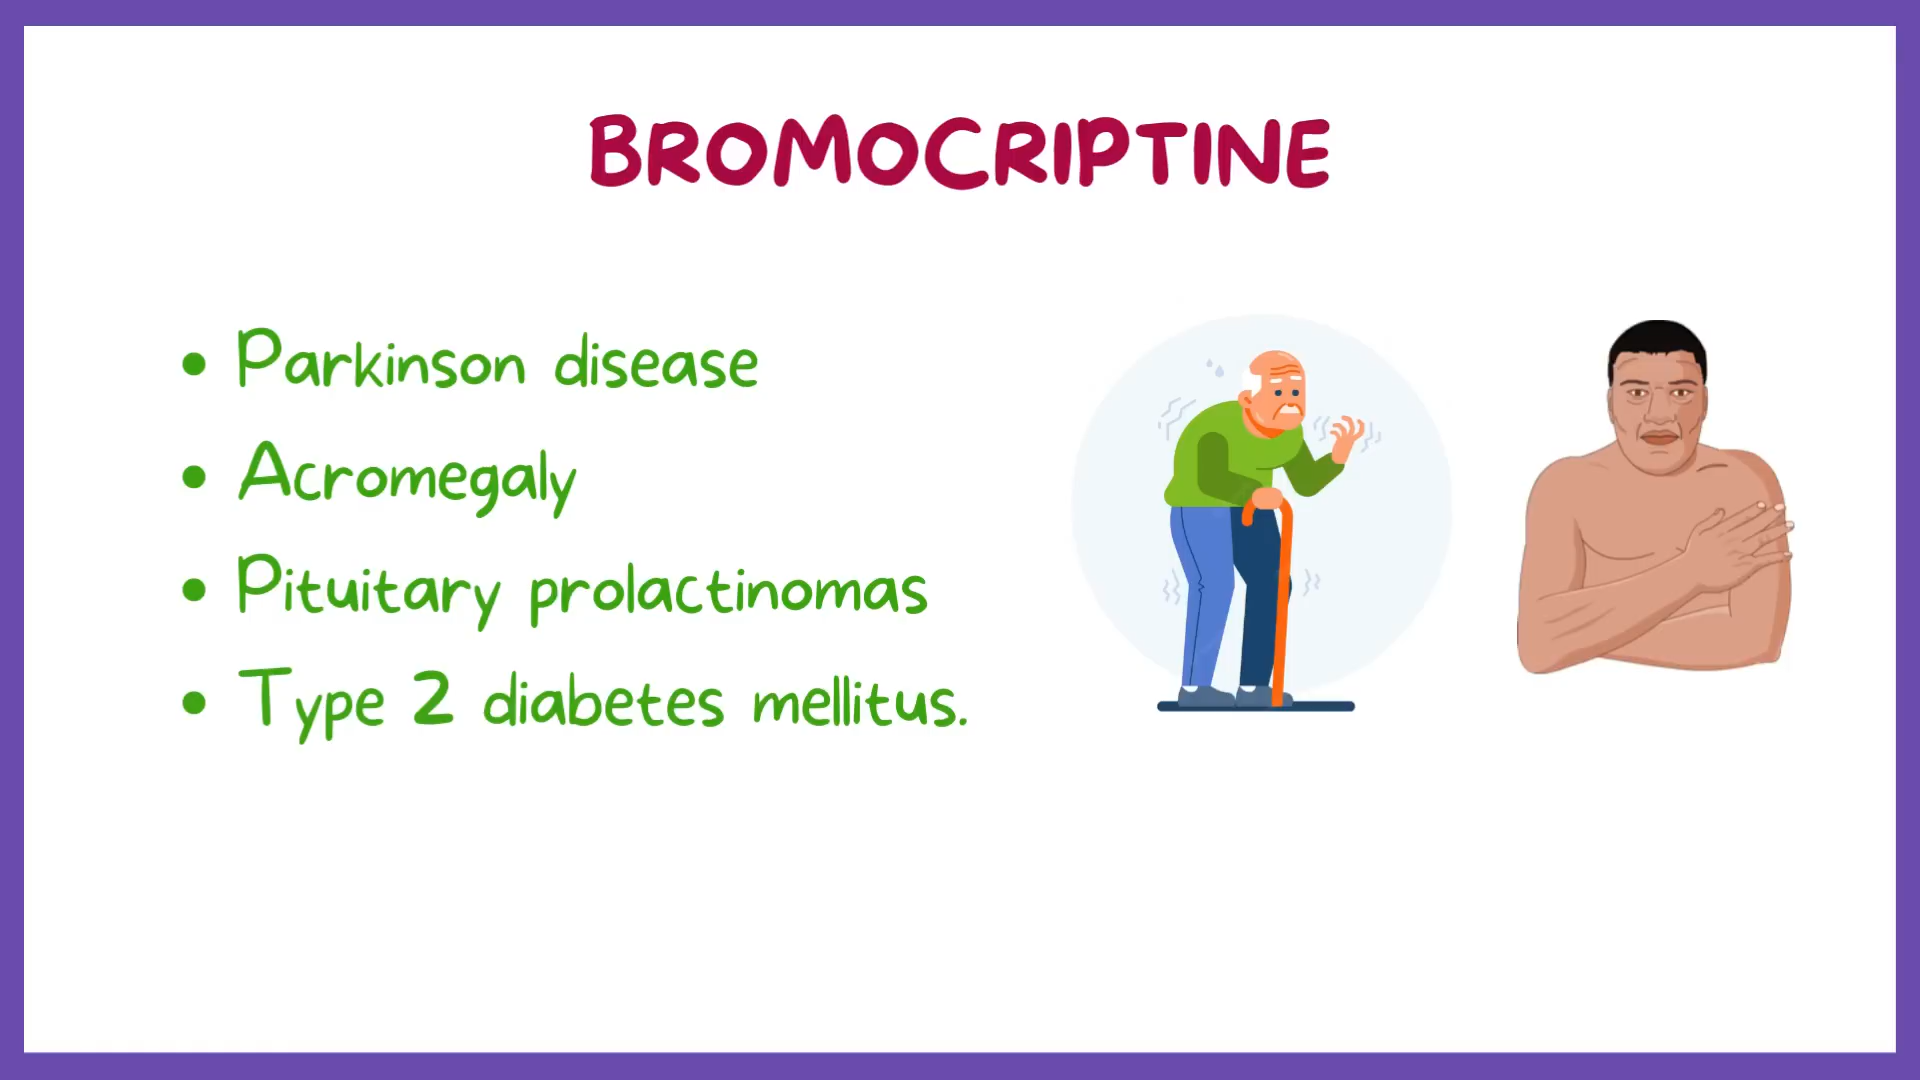 BROMOCRIPTINE
• Parkinson disease
• Acromegaly
• Pituitary prolactinomas
• Type 2 diabetes mellitus.